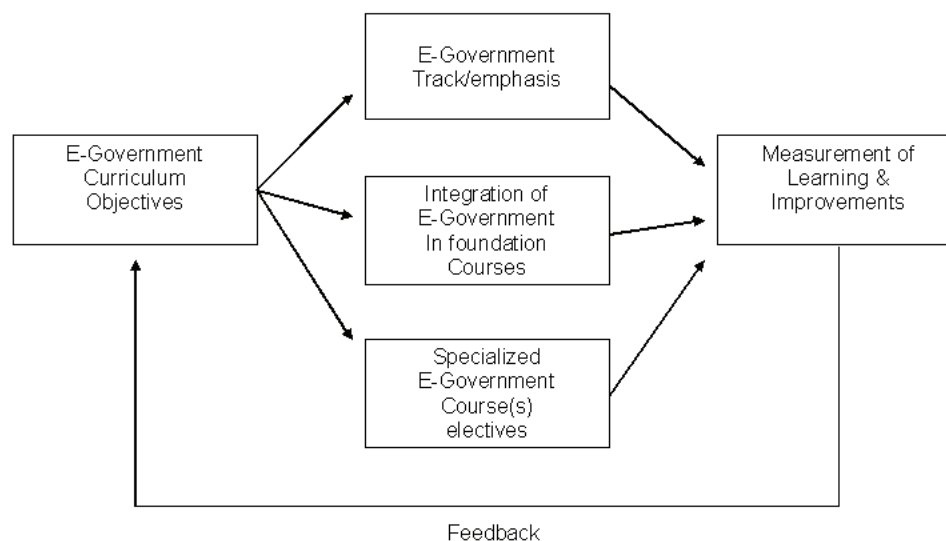 E-Government
Track/emphasis
E-Government
Curriculum
Objectives
Integration of
E-Government
In foundation
Courses
Specialized
E-Government
Course(s)
electives
Measurement of
Learning &
Improvements
Feedback